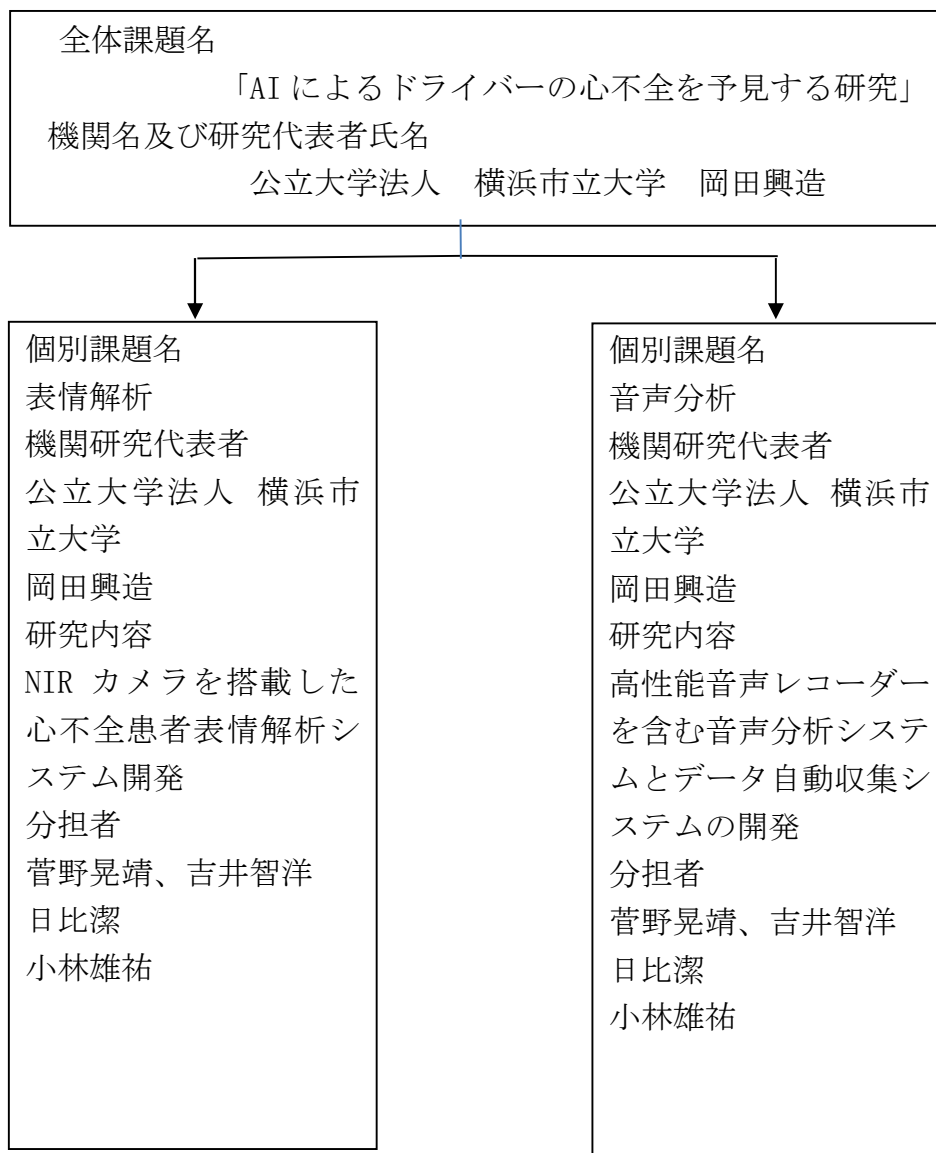 全体課題名
「AIによるドライバーの心不全を予見する研究」
機関名及び研究代表者氏名
公立大学法人　横浜市立大学　岡田興造
個別課題名
表情解析
機関研究代表者
公立大学法人 横浜市
立大学
岡田興造
研究内容
NIR カメラを搭載した
心不全患者表情解析シ
ステム開発
分担者
菅野晃靖、吉井智洋
日比潔
小林雄祐
個別課題名
音声分析
機関研究代表者
公立大学法人 横浜市
立大学
岡田興造
研究内容
高性能音声レコーダー
を含む音声分析システ
ムとデータ自動収集シ
ステムの開発
分担者
菅野晃靖、吉井智洋
日比潔
小林雄祐